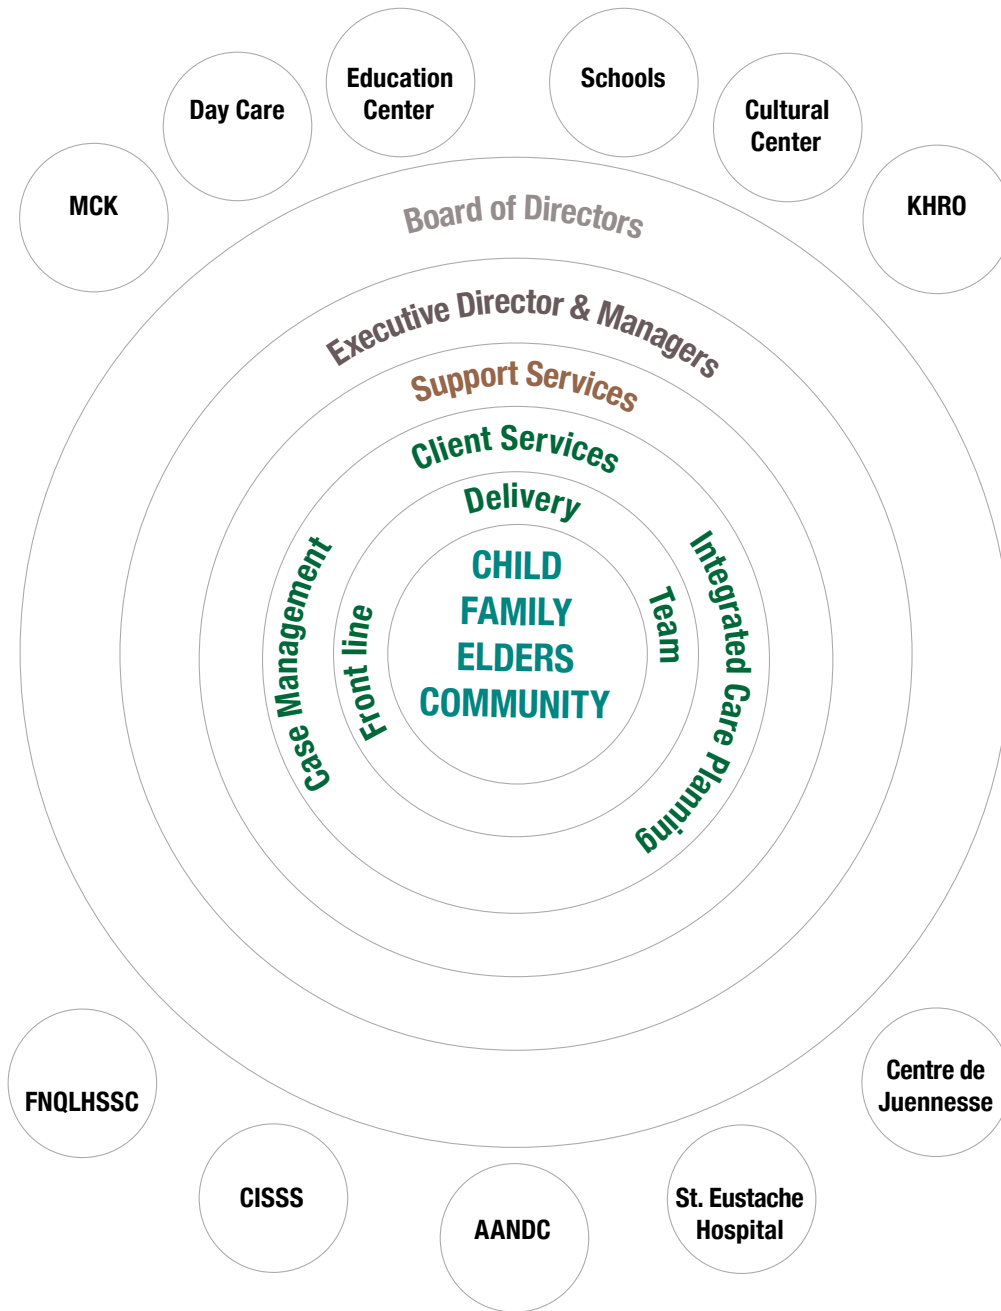 Education
Center
Schools
Day Care
Cultural
Center
MCK
KHRO
Board of Directors
Executive Director & Managers
Support Services
Client Services
Delivery
Case Management
Front line
Team
Integrated Care Planning
CHILD
FAMILY
ELDERS
COMMUNITY
FNQLHSSC
Centre de
Juennesse
CISSS
AANDC
St. Eustache
Hospital